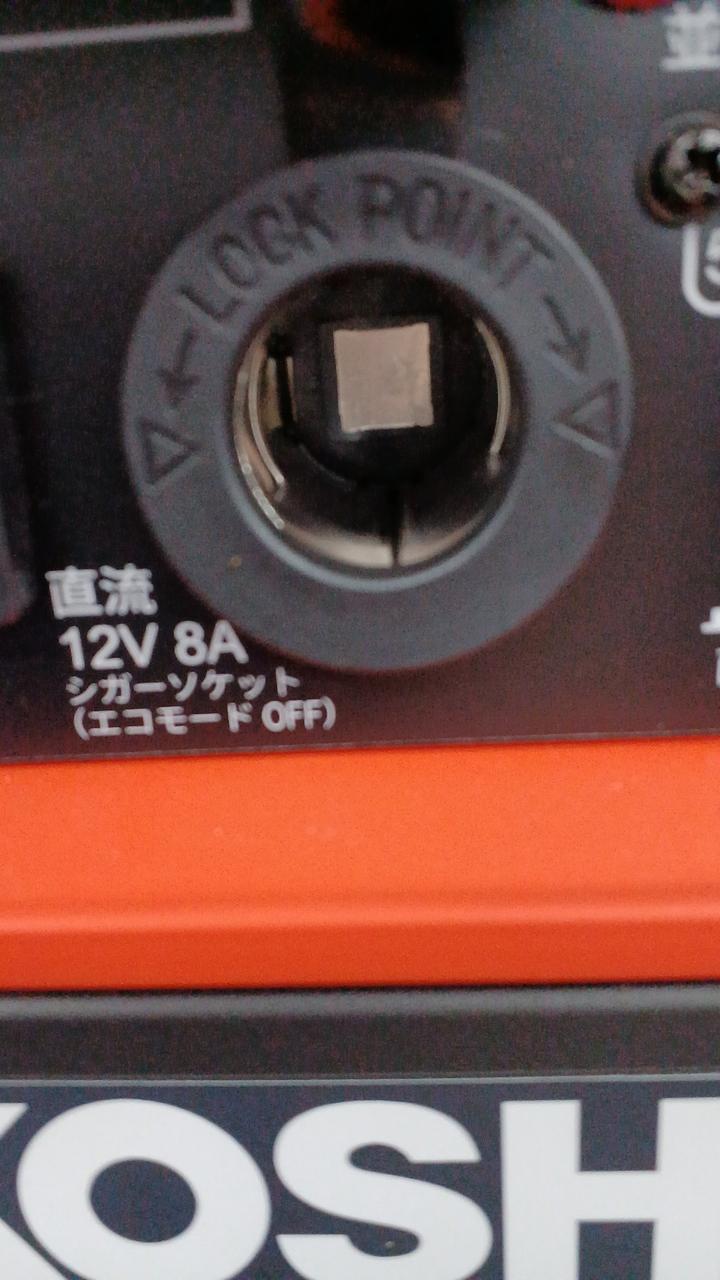 並
← LOCK POINT →
直流
12V 8A
シガーソケット
(エコモード OFF)
KOSH